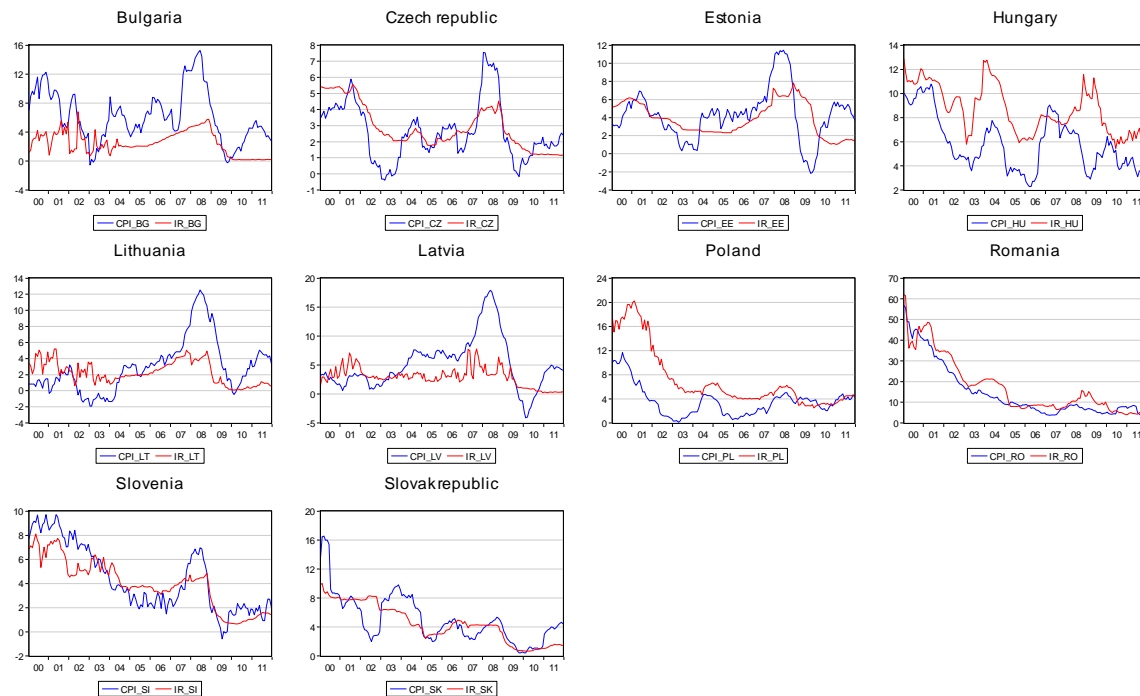 Bulgaria
16
12
8
4
0
-4
00 01 02 03 04 05 06 07 08 09 10 11
CPI_BG IR_BG
Czech republic
8
7
6
5
4
3
2
1
0
-1
00 01 02 03 04 05 06 07 08 09 10 11
CPI_CZ IR_CZ
Estonia
12
10
8
6
4
2
0
-2
-4
00 01 02 03 04 05 06 07 08 09 10 11
CPI_EE IR_EE
Hungary
14
12
10
8
6
4
2
00 01 02 03 04 05 06 07 08 09 10 11
CPI_HU IR_HU
Lithuania
14
12
10
8
6
4
2
0
-2
-4
00 01 02 03 04 05 06 07 08 09 10 11
CPI_LT IR_LT
Latvia
20
15
10
5
0
-5
00 01 02 03 04 05 06 07 08 09 10 11
CPI_LV IR_LV
Poland
24
20
16
12
8
4
0
00 01 02 03 04 05 06 07 08 09 10 11
CPI_PL IR_PL
Romania
70
60
50
40
30
20
10
0
00 01 02 03 04 05 06 07 08 09 10 11
CPI_RO IR_RO
Slovenia
10
8
6
4
2
0
-2
00 01 02 03 04 05 06 07 08 09 10 11
CPI_SI IR_SI
Slovak republic
20
16
12
8
4
0
00 01 02 03 04 05 06 07 08 09 10 11
CPI_SK IR_SK